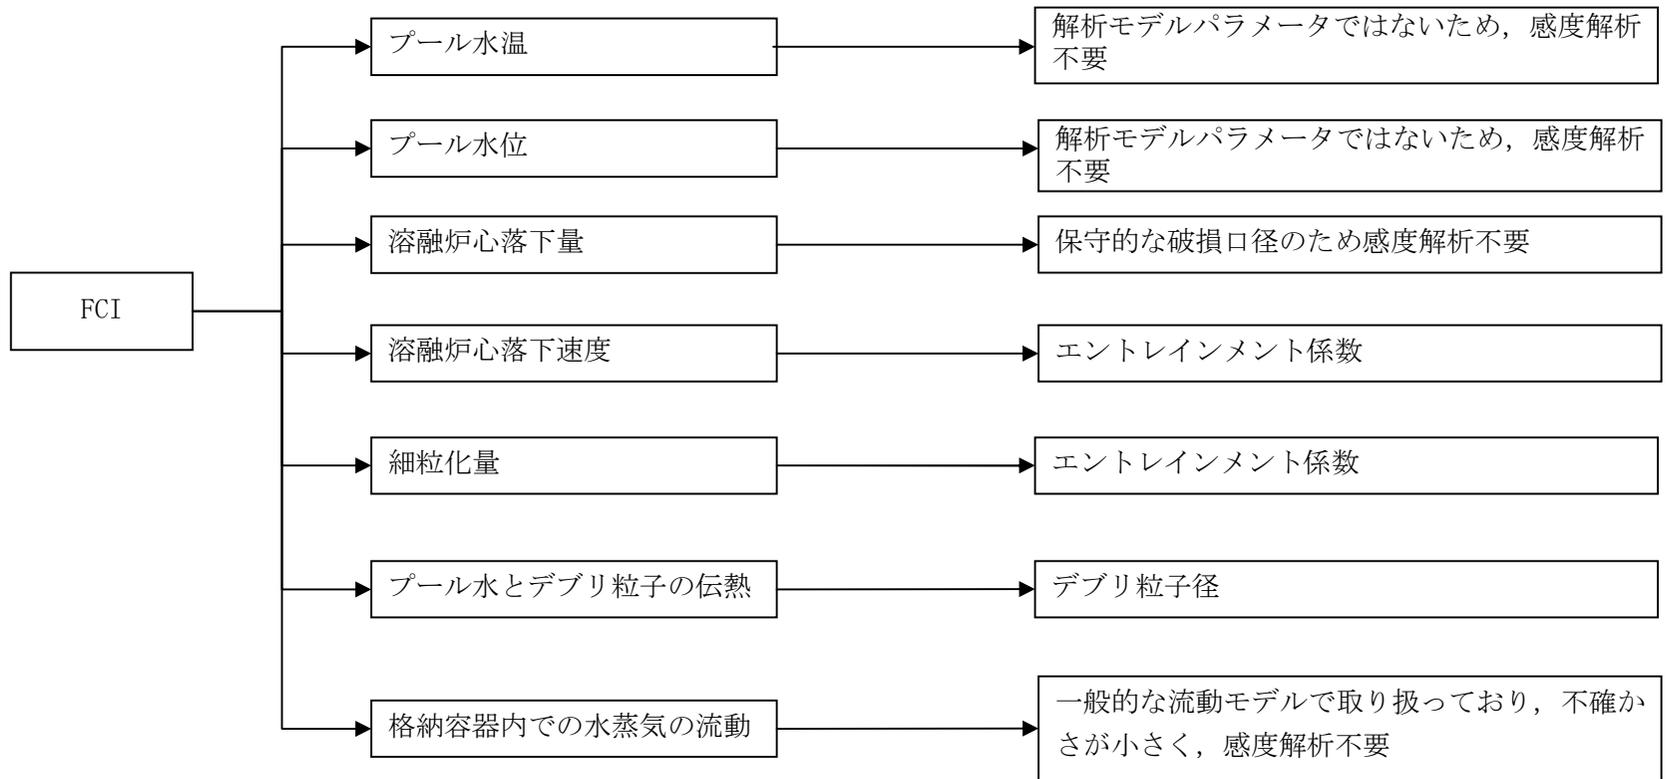 プール水温
解析モデルパラメータではないため，感度解析
不要
プール水位
解析モデルパラメータではないため，感度解析
不要
溶融炉心落下量
保守的な破損口径のため感度解析不要
FCI
溶融炉心落下速度
エントレインメント係数
細粒化量
エントレインメント係数
プール水とデブリ粒子の伝熱
デブリ粒子径
格納容器内での水蒸気の流動
一般的な流動モデルで取り扱っており，不確か
さが小さく，感度解析不要